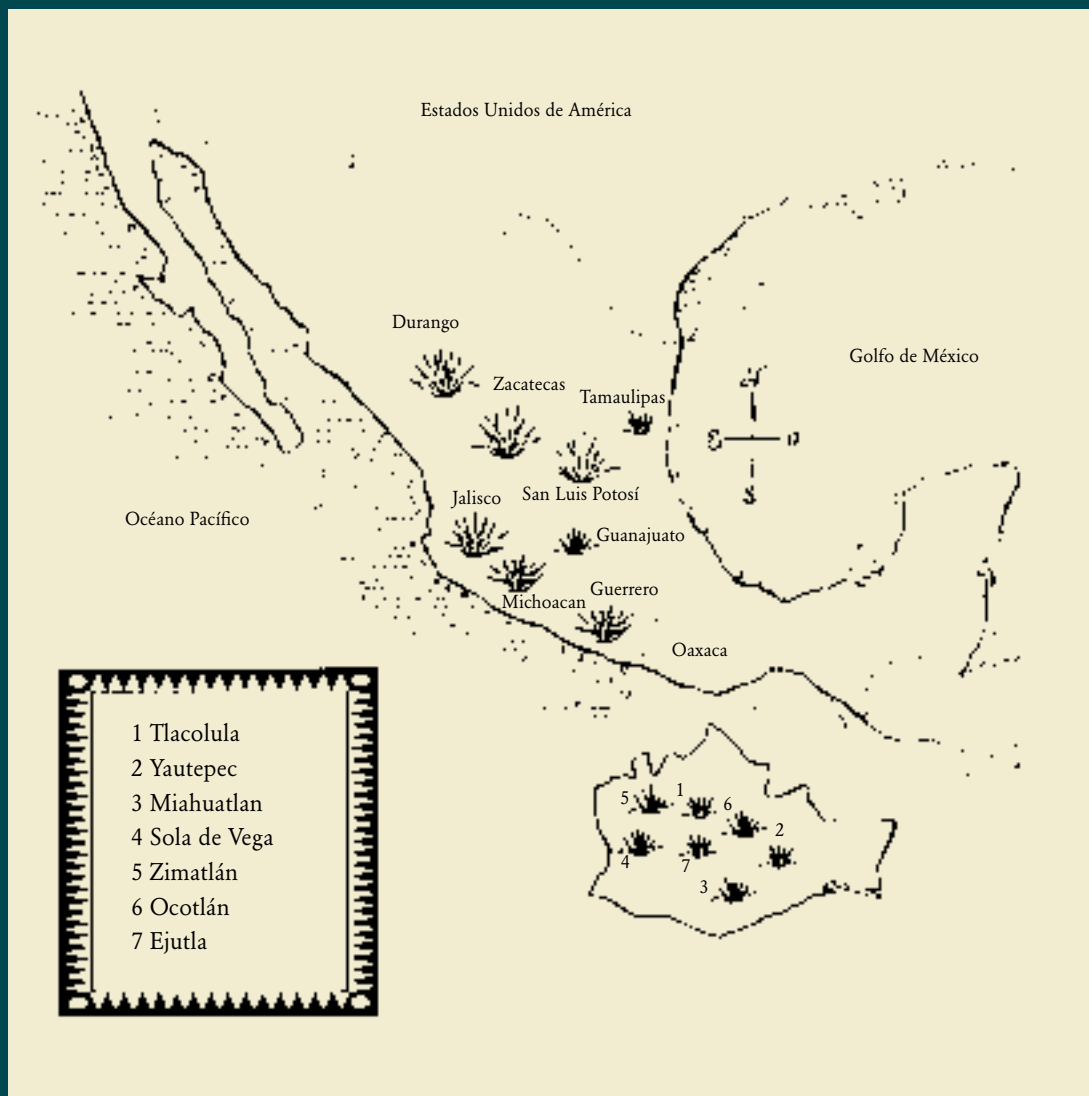 Estados Unidos de América
Durango
Golfo de México
Zacatecas
Tamaulipas
N
S
Jalisco
San Luis Potosí
Océano Pacífico
Guanajuato
Guerrero
Michoacan
Oaxaca
1 Tlacolula
2 Yautepec
3 Miahuatlan
4 Sola de Vega
5 Zimatlán
6 Ocotlán
7 Ejutla
5
1
6
2
4
7
3